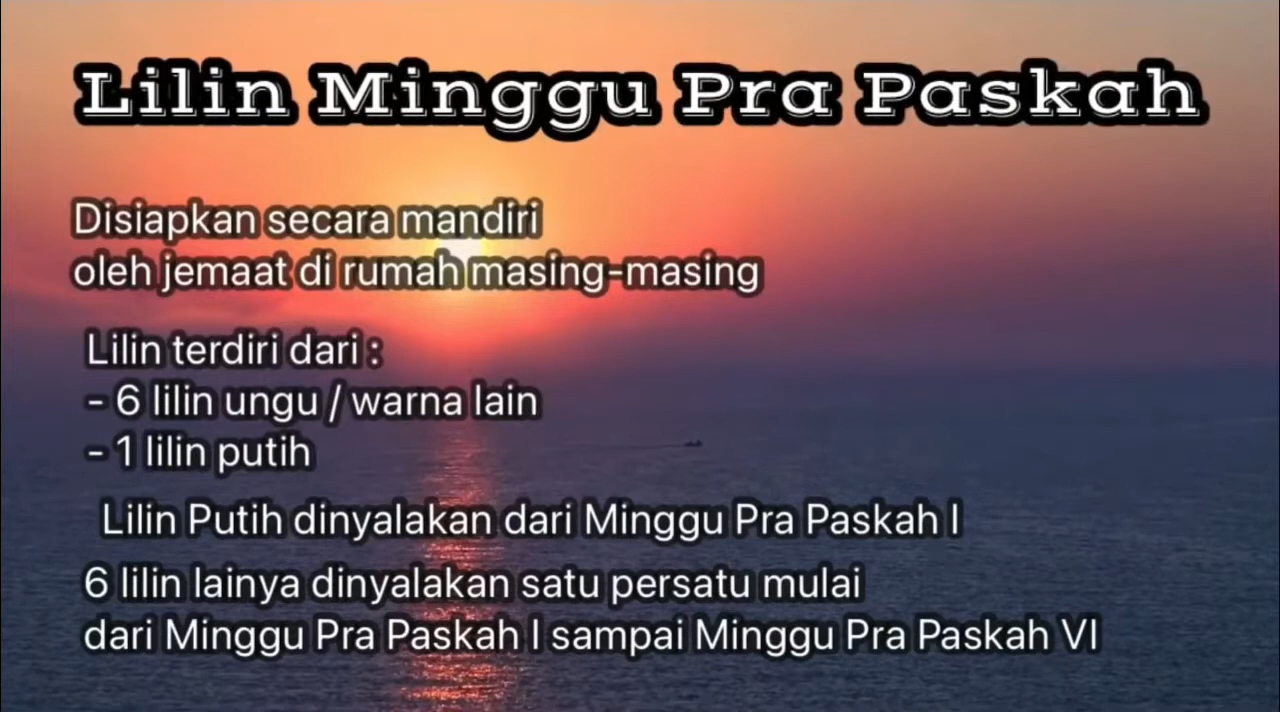 Lilin Minggu Pra Paskah
Disiapkan secara mandiri
oleh jemaat di rumah masing-masing
Lilin terdiri dari :
- 6 lilin ungu / warna lain
- 1 lilin putih
Lilin Putih dinyalakan dari Minggu Pra Paskah I
6 lilin lainya dinyalakan satu persatu mulai
dari Minggu Pra Paskah I sampai Minggu Pra Paskah VI